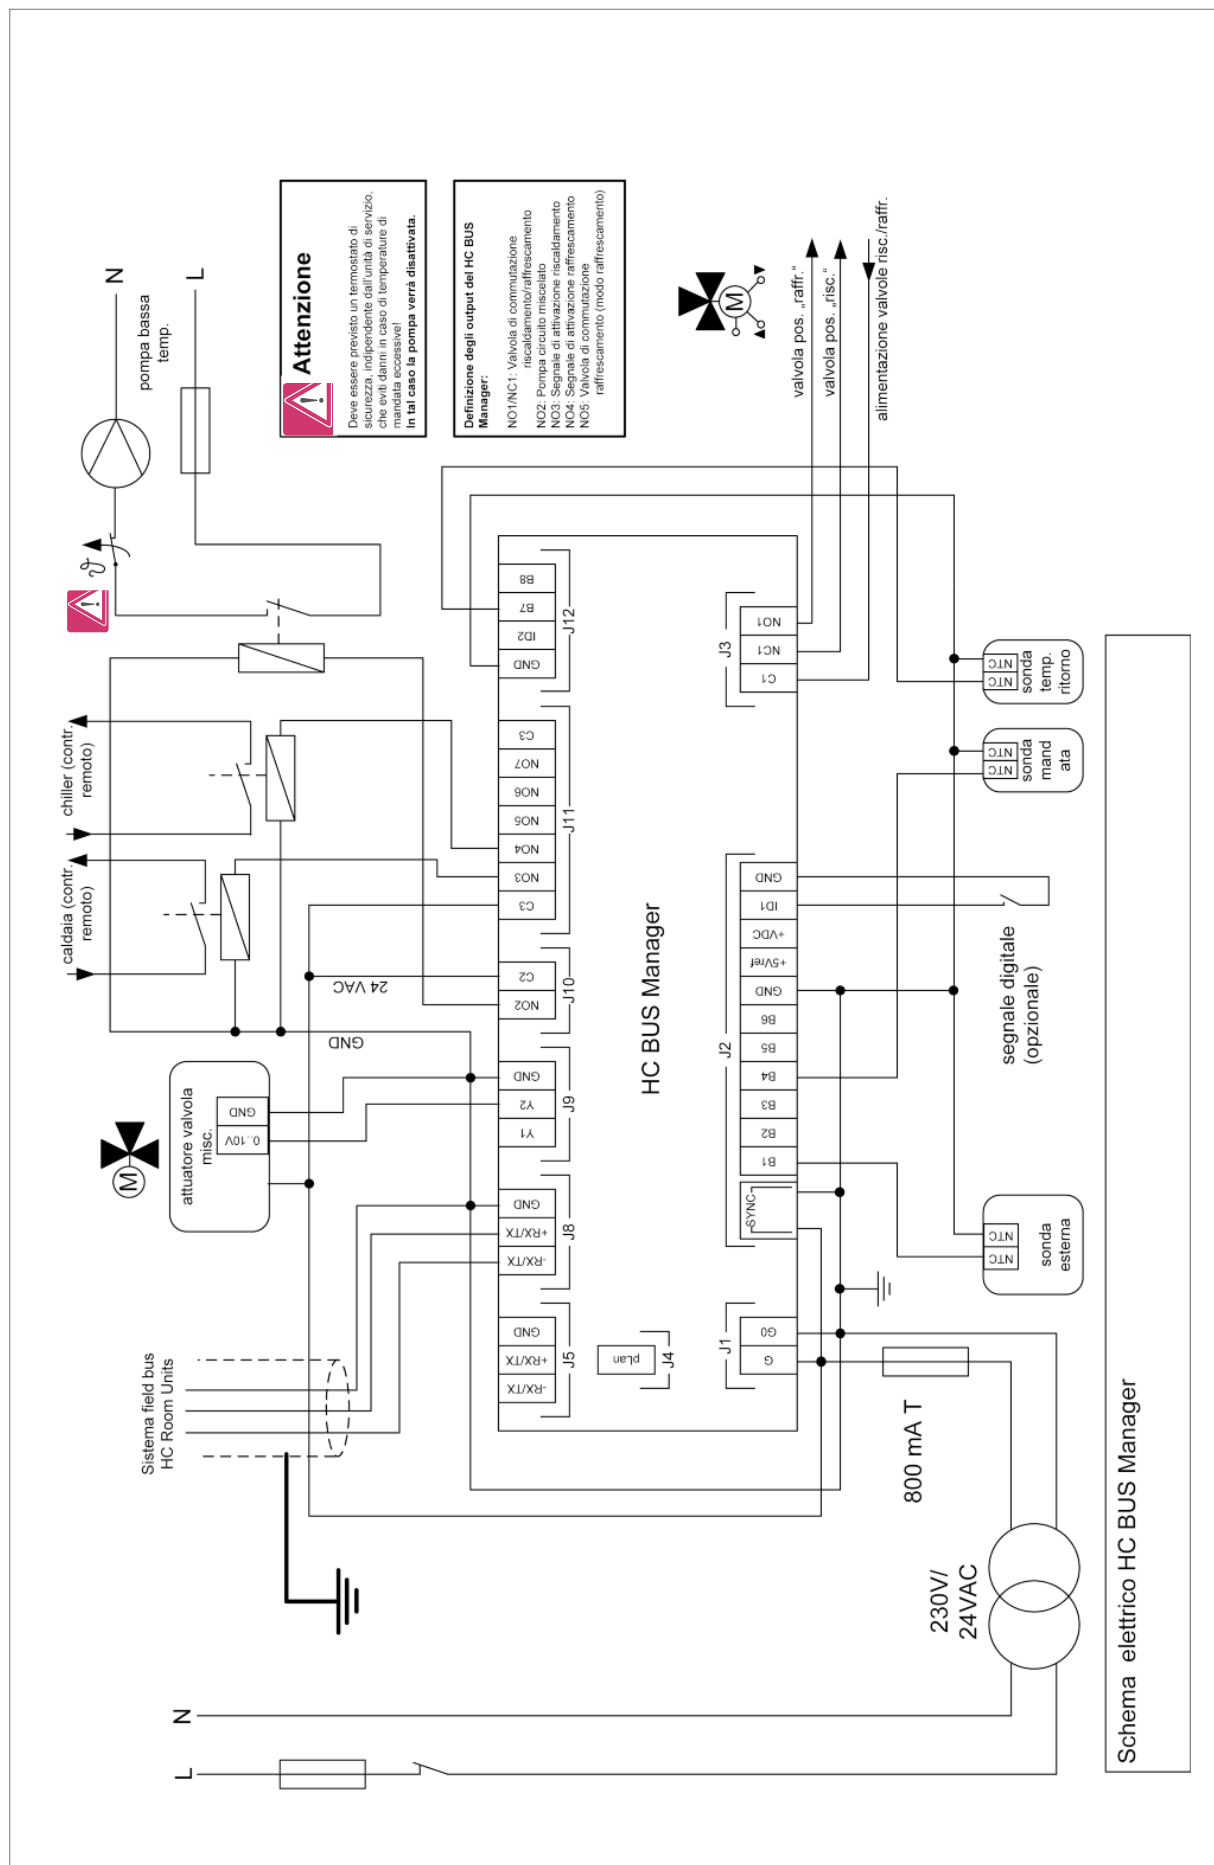 L
N
230V/
24VAC
800 mA T
Sistema field bus
HC Room Units
attuatore valvola
misc.
0..10V
GND
M
caldaia (contr.
remoto)
chiller (contr.
remoto)
pompa bassa
temp.
N
L
ϑ
GND
24 VAC
Attenzione
Deve essere previsto un termostato di
sicurezza, indipendente dall'unità di servizio,
che eviti danni in caso di temperature di
mandata eccessive!
In tal caso la pompa verrà disattivata.
Definizione degli output del HC BUS
Manager:
NO1/NC1: Valvola di commutazione
riscaldamento/raffrescamento
NO2: Pompa circuito miscelato
NO3: Segnale di attivazione riscaldamento
NO4: Segnale di attivazione raffrescamento
NO5: Valvola di commutazione
raffrescamento (modo raffrescamento)
-RX/TX
+RX/TX
GND
J5
-RX/TX
+RX/TX
GND
J8
Y1
Y2
GND
J9
NO2
C2
J10
C3
NO3
NO4
NO5
NO6
NO7
C3
J11
GND
ID2
B7
B8
J12
pLan
J4
HC BUS Manager
J1
G
G0
J2
SYNC
B1
B2
B3
B4
B5
B6
GND
+5Vref
+VDC
ID1
GND
J3
C1
NC1
NO1
M
valvola pos. „raffr.“
valvola pos. „risc.“
alimentazione valvole risc./raffr.
NTC
NTC
sonda
esterna
segnale digitale
(opzionale)
NTC
NTC
sonda
mand
ata
NTC
NTC
sonda
temp.
ritorno
Schema elettrico HC BUS Manager